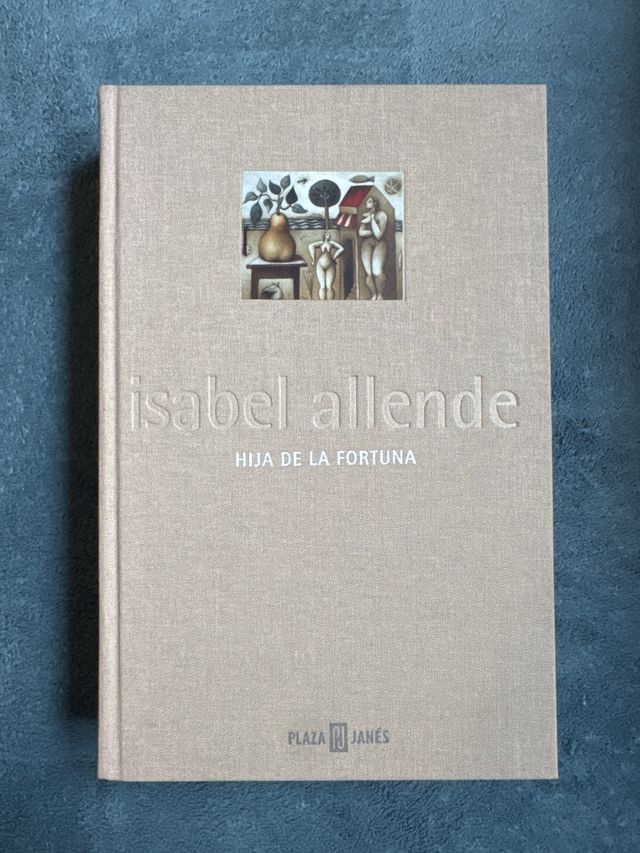 isabel allende
HIJA DE LA FORTUNA
PLAZA JANÉS